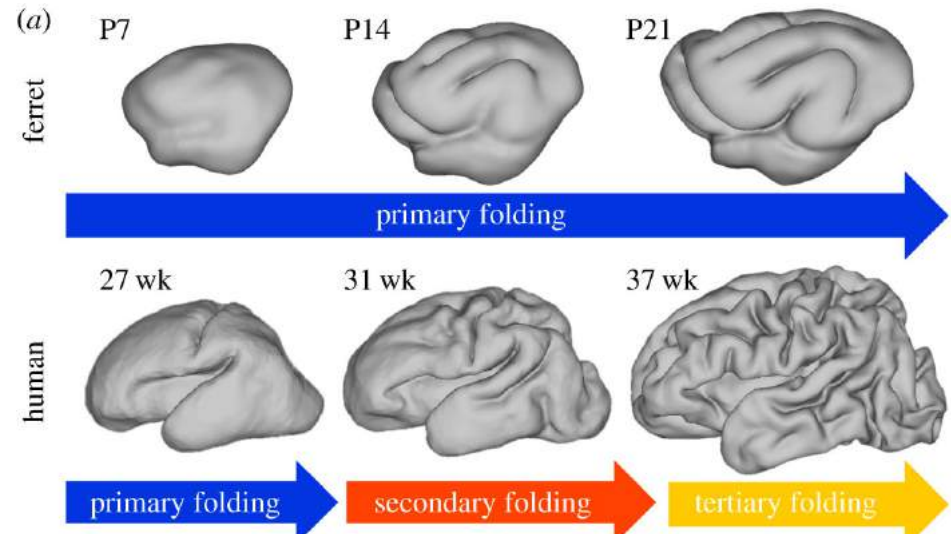 (a)
P7
P14
P21
ferret
primary folding
27 wk
31 wk
37 wk
human
primary folding
secondary folding
tertiary folding